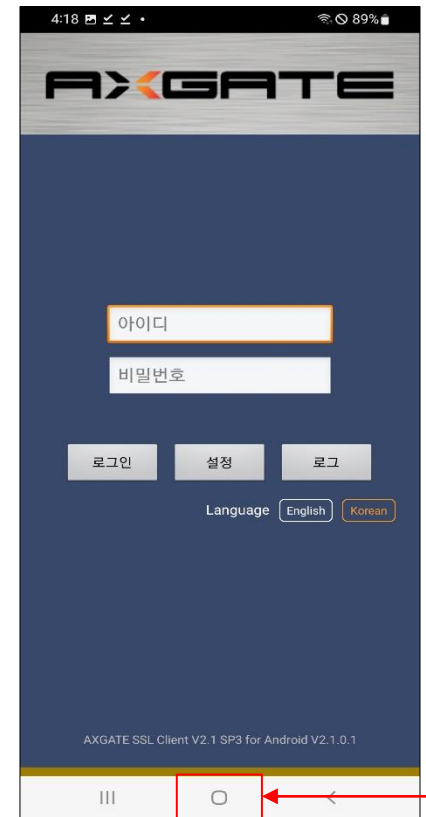 4:18 89%
AXGATE
아이디
비밀번호
로그인 설정 로그
Language English Korean
AXGATE SSL Client V2.1 SP3 for Android V2.1.0.1